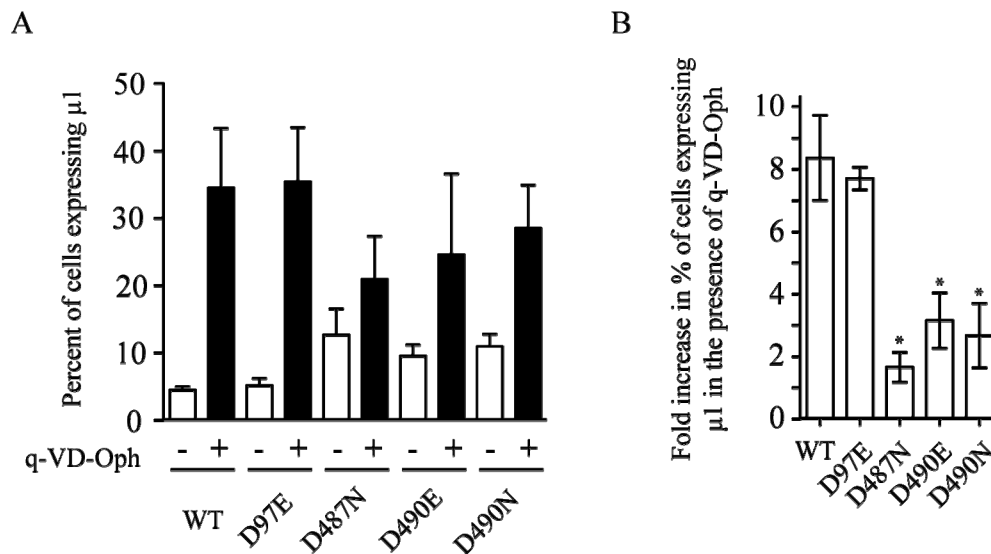 A
Percent of cells expressing µ1
50
40
30
20
10
0
q-VD-Oph
- + - + - + - + - +
WT
D97E
D487N
D490E
D490N
B
Fold increase in % of cells expressing
µ1 in the presence of q-VD-Oph
10
8
6
4
2
0
* * *
WT
D97E
D487N
D490E
D490N